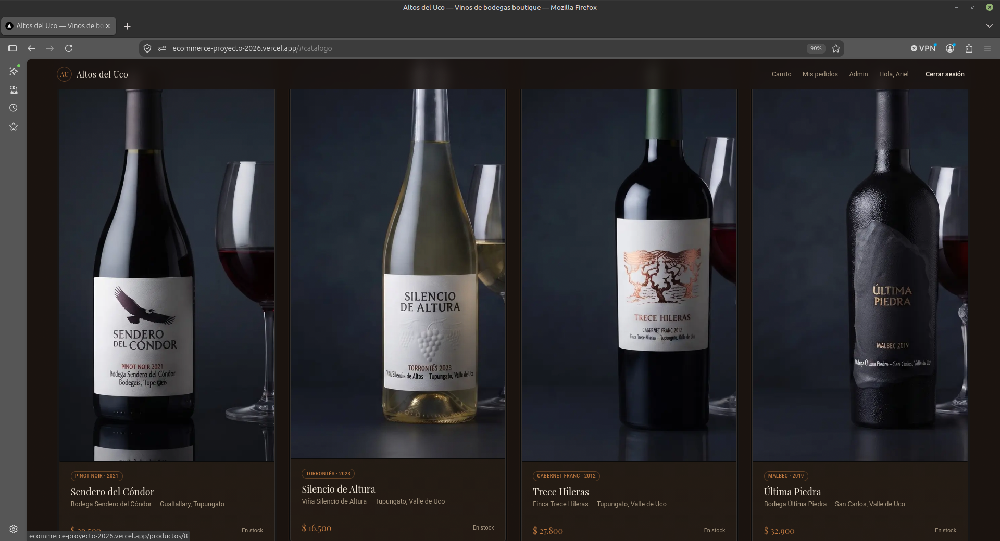 Altos del Uco — Vinos de bodegas boutique — Mozilla Firefox
Altos del Uco — Vinos de bo
ecommerce-proyecto-2026.vercel.app/#catalogo
90%
VPN
AU
Altos del Uco
Carrito
Mis pedidos
Admin
Hola, Ariel
Cerrar sesión
SENDERO
DEL CÓNDOR
PINOT NOIR 2021
Bodega Sendero del Cóndor
Bodegeis, Tope
SILENCIO
DE ALTURA
TORRONTÉS 2023
Silencio de Altos – Tupungato, Valle de Uco
TRECE HILERAS
CABERNET FRANC 2012
Finca Trece Hileras – Tupungato, Valle de Uco
ÚLTIMA
PIEDRA
MALBEC 2019
Bodega Última Piedra – San Carlos, Valle de
PINOT NOIR · 2021
Sendero del Cóndor
Bodega Sendero del Cóndor — Gualtallary, Tupungato
En stock
TORRONTÉS · 2023
Silencio de Altura
Viña Silencio de Altura — Tupungato, Valle de Uco
$ 16.500
En stock
CABERNET FRANC · 2012
Trece Hileras
Finca Trece Hileras — Tupungato, Valle de Uco
$ 27.800
En stock
MALBEC · 2019
Última Piedra
Bodega Última Piedra — San Carlos, Valle de Uco
$ 32.900
En stock
ecommerce-proyecto-2026.vercel.app/productos/8